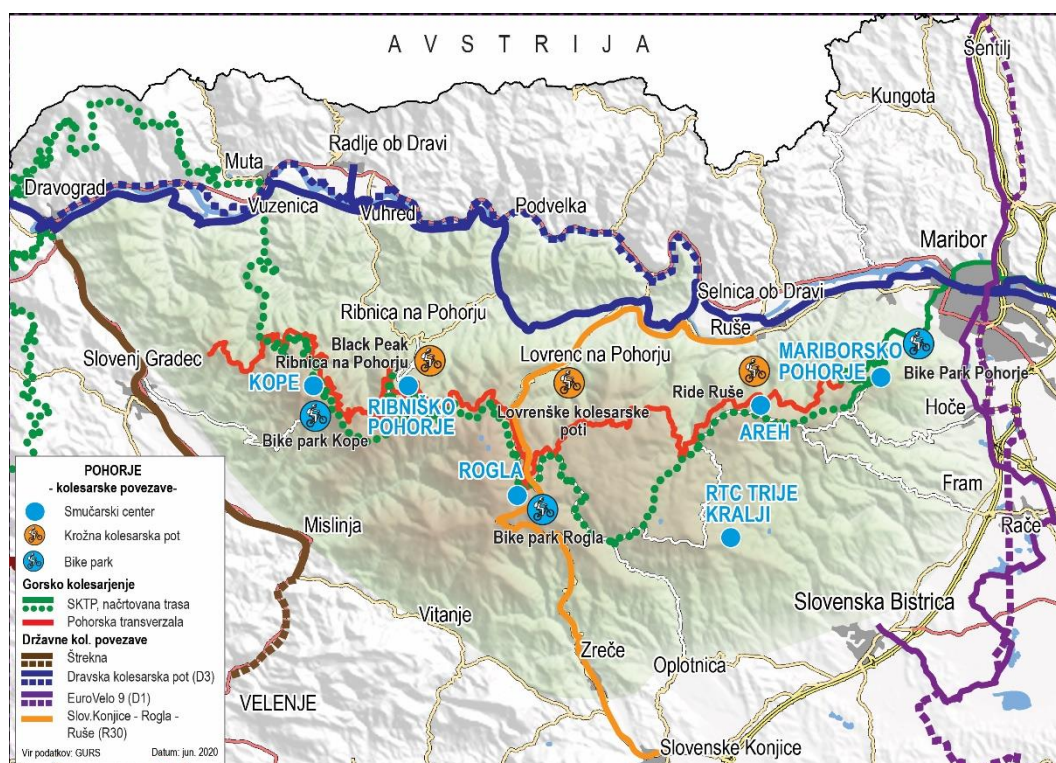 AVSTRIJA
Šentilj
Kungota
Radlje ob Dravi
Muta
Dravograd
Vuzenica
Vuhred
Podvelka
Maribor
Selnica ob Dravi
Ribnica na Pohorju
Ruše
Black Peak
Ribnica na Pohorju
Lovrenc na Pohorju
MARIBORSKO
POHORJE
Bike Park Pohorje
Slovenj Gradec
KOPE
RIBNIŠKO
POHORJE
Ride Ruše
Lovrenške kolesarske
poti
Hoče
Bike park Kope
AREH
ROGLA
RTC TRIJE
KRALJI
Fram
Rače
Bike park Rogla
Mislinja
Vitanje
Slovenska Bistrica
Zreče
Oplotnica
VELENJE
Slovenske Konjice
POHORJE
- kolesarske povezave-
Smučarski center
Krožna kolesarska pot
Bike park
Gorsko kolesarjenje
SKTP, načrtovana trasa
Pohorska transverzala
Državne kol. povezave
Štrekna
Dravska kolesarska pot (D3)
EuroVelo 9 (D1)
Slov.Konjice - Rogla -
Ruše (R30)
Vir podatkov: GURS Datum: jun. 2020